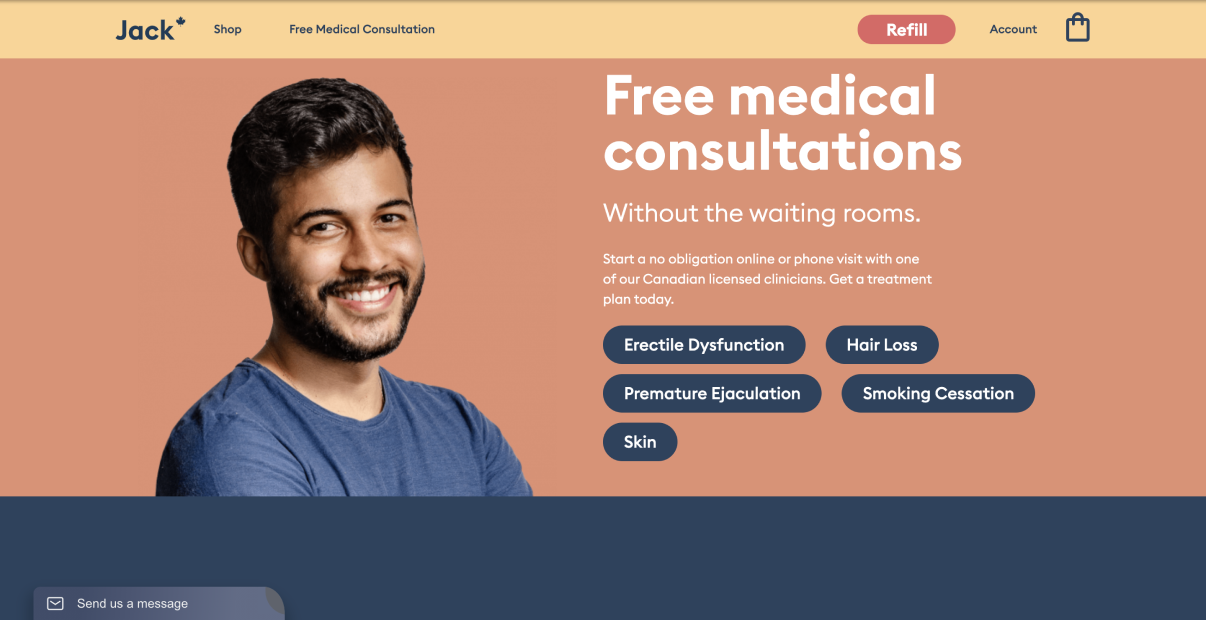 Jack
Shop
Free Medical Consultation
Refill
Account
Free medical
consultations
Without the waiting rooms.
Start a no obligation online or phone visit with one
of our Canadian licensed clinicians. Get a treatment
plan today.
Erectile Dysfunction
Hair Loss
Premature Ejaculation
Smoking Cessation
Skin
Send us a message